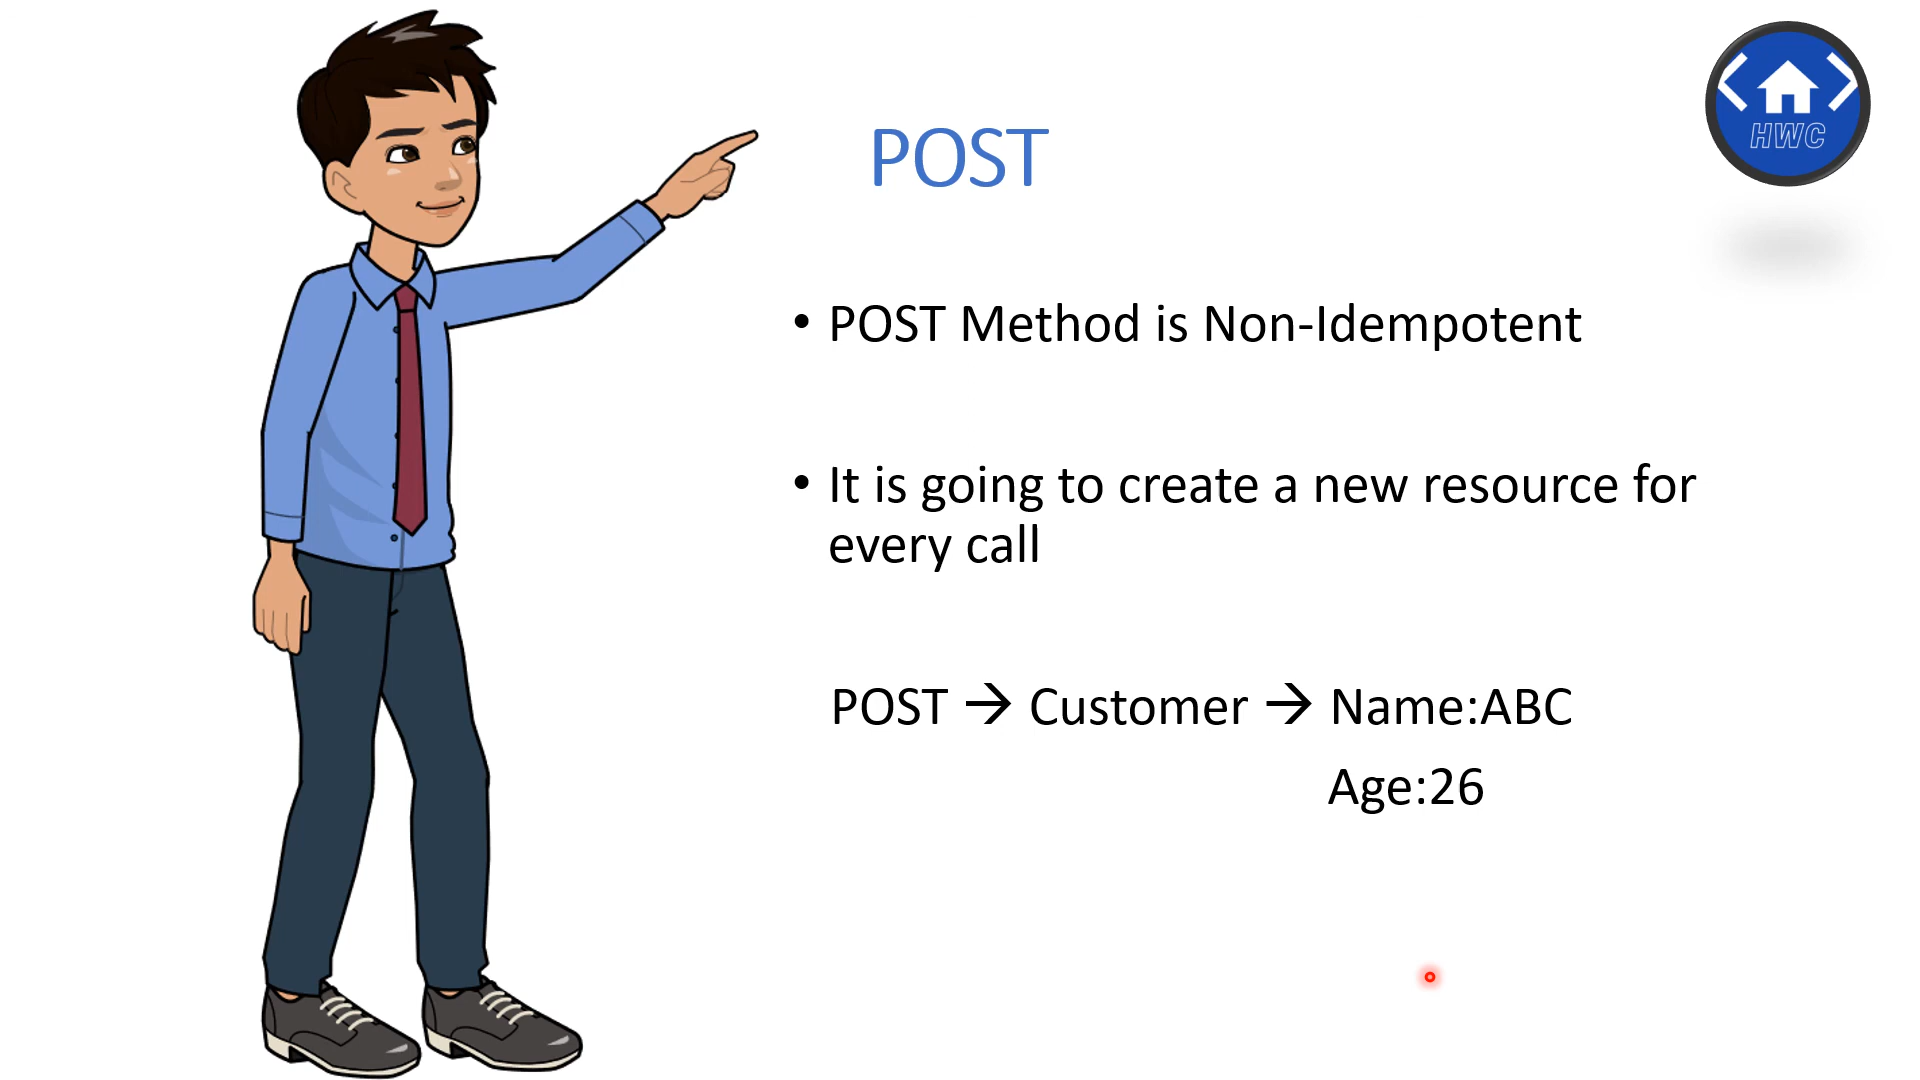 POST
HWC
• POST Method is Non-Idempotent
• It is going to create a new resource for
every call
POST → Customer → Name:ABC
Age:26